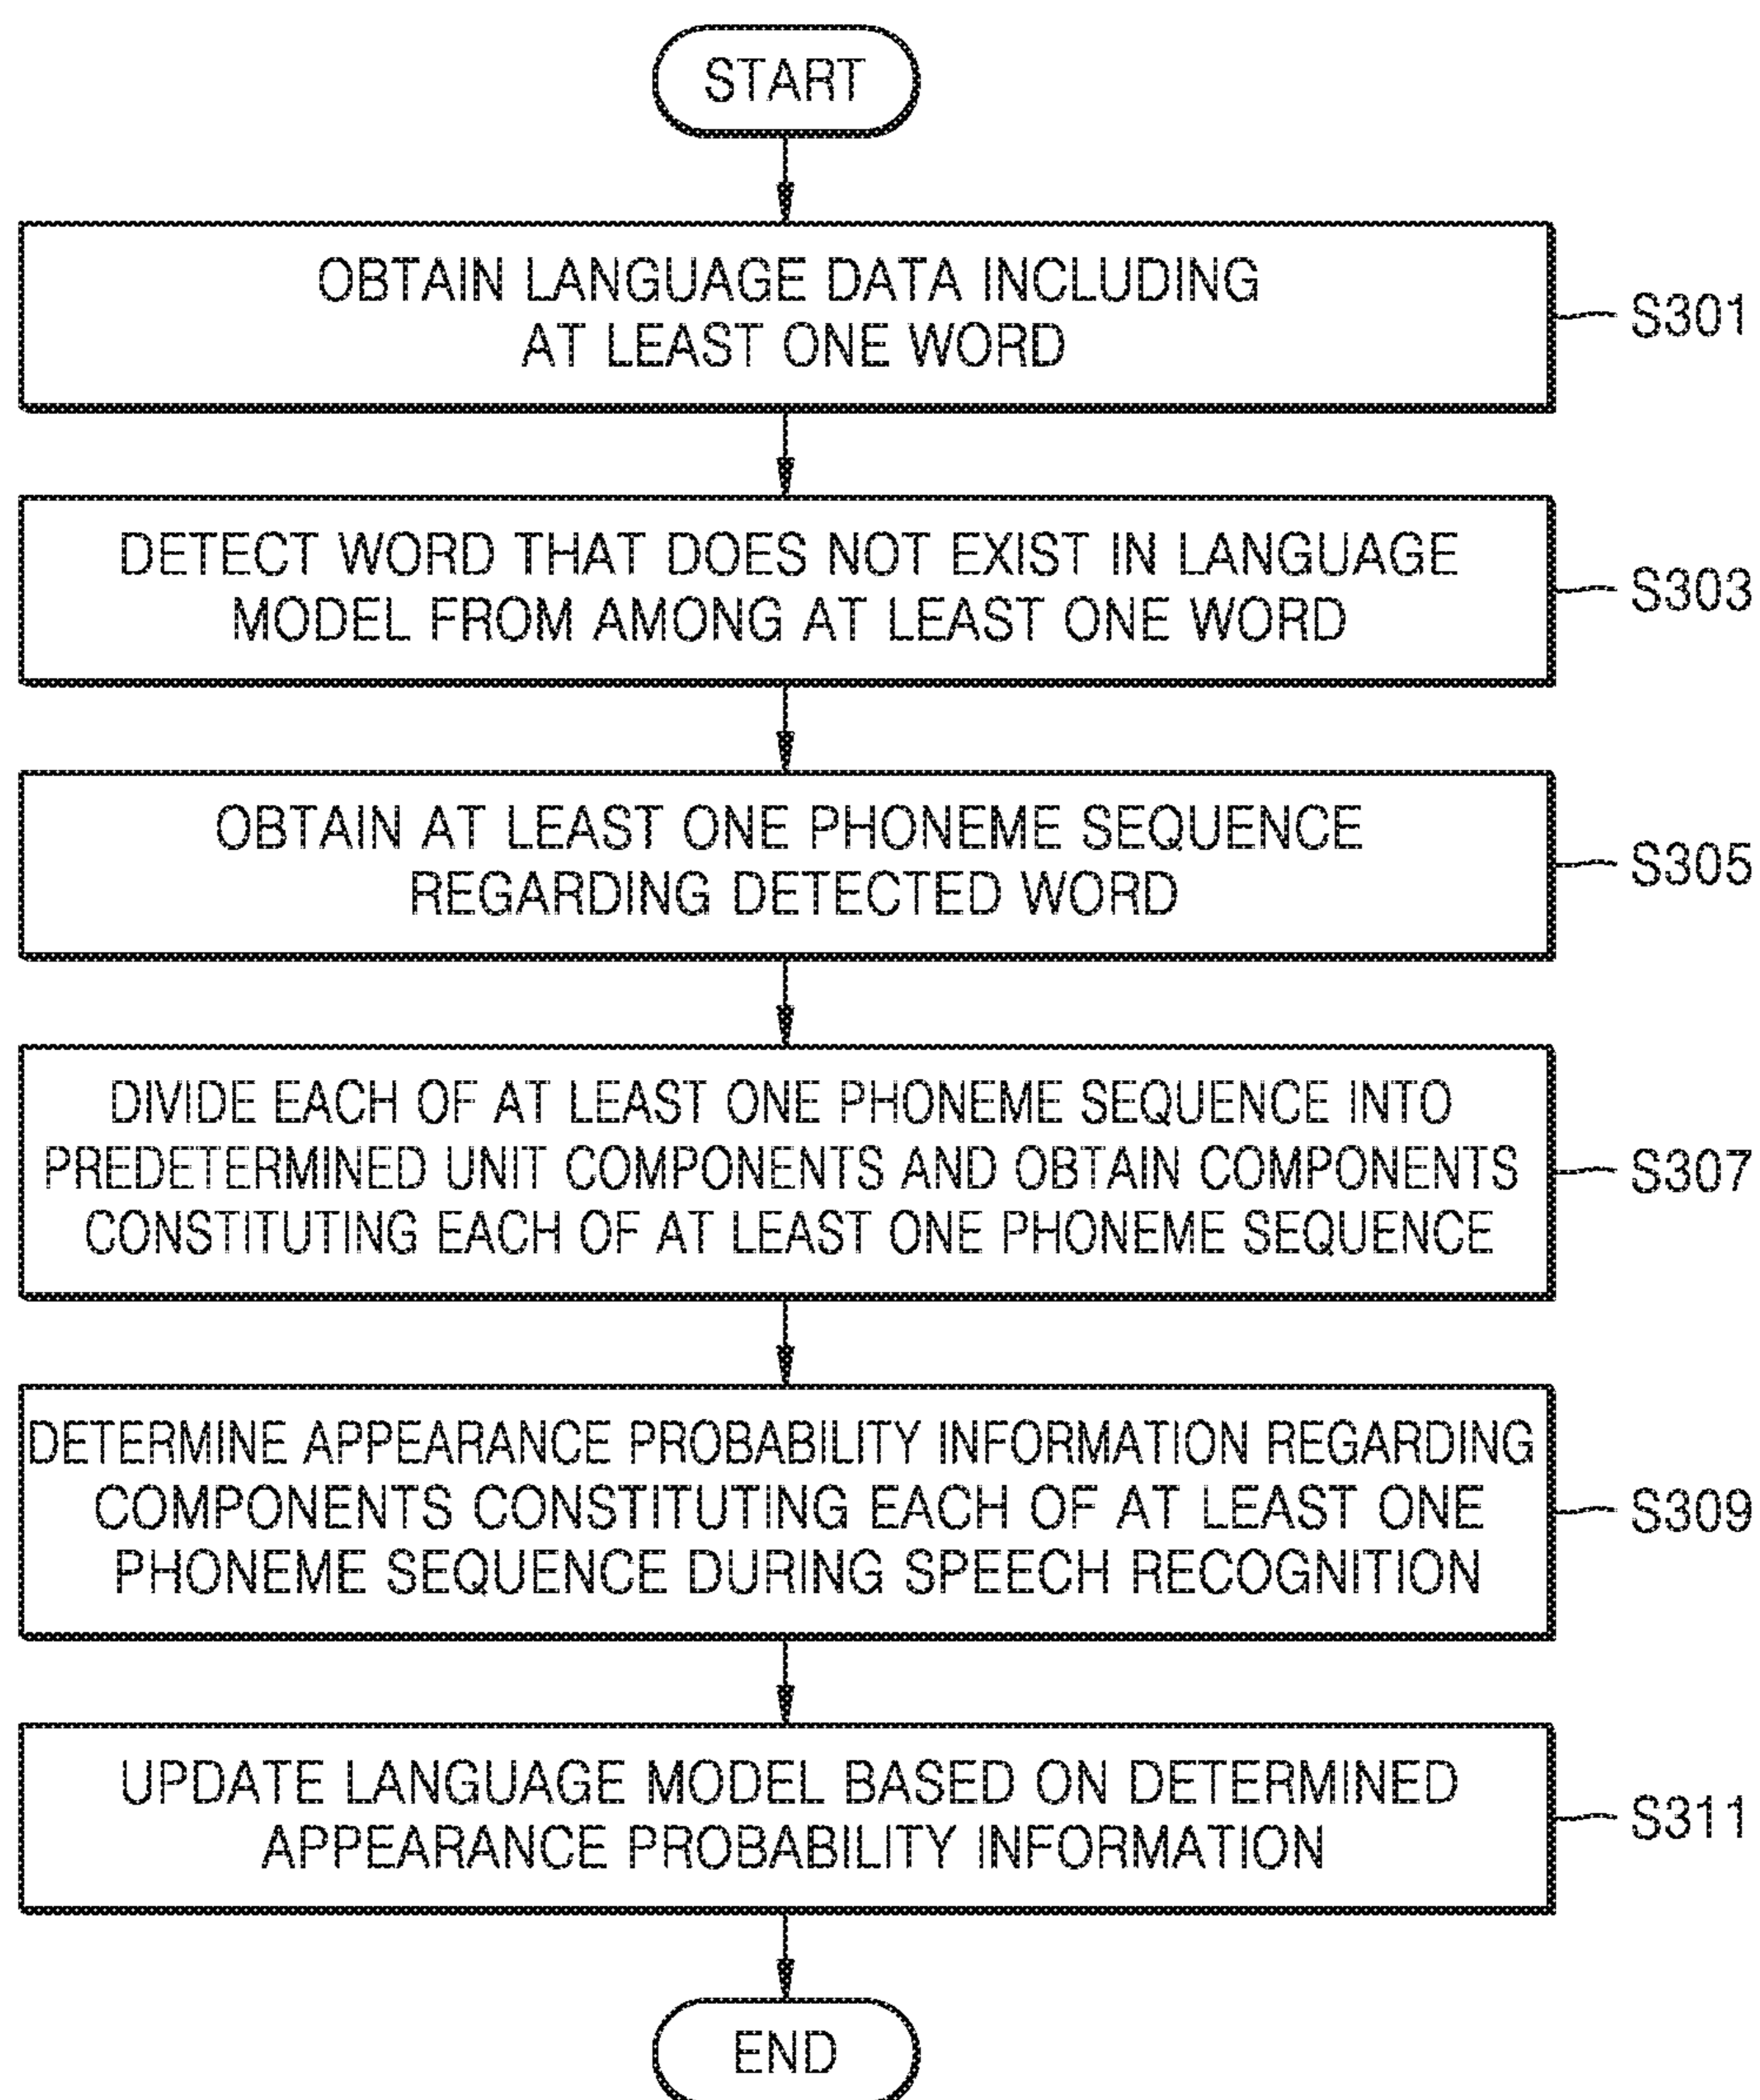 START
OBTAIN LANGUAGE DATA INCLUDING
AT LEAST ONE WORD
S301
DETECT WORD THAT DOES NOT EXIST IN LANGUAGE
MODEL FROM AMONG AT LEAST ONE WORD
S303
OBTAIN AT LEAST ONE PHONEME SEQUENCE
REGARDING DETECTED WORD
S305
DIVIDE EACH OF AT LEAST ONE PHONEME SEQUENCE INTO
PREDETERMINED UNIT COMPONENTS AND OBTAIN COMPONENTS
CONSTITUTING EACH OF AT LEAST ONE PHONEME SEQUENCE
S307
DETERMINE APPEARANCE PROBABILITY INFORMATION REGARDING
COMPONENTS CONSTITUTING EACH OF AT LEAST ONE
PHONEME SEQUENCE DURING SPEECH RECOGNITION
S309
UPDATE LANGUAGE MODEL BASED ON DETERMINED
APPEARANCE PROBABILITY INFORMATION
S311
END